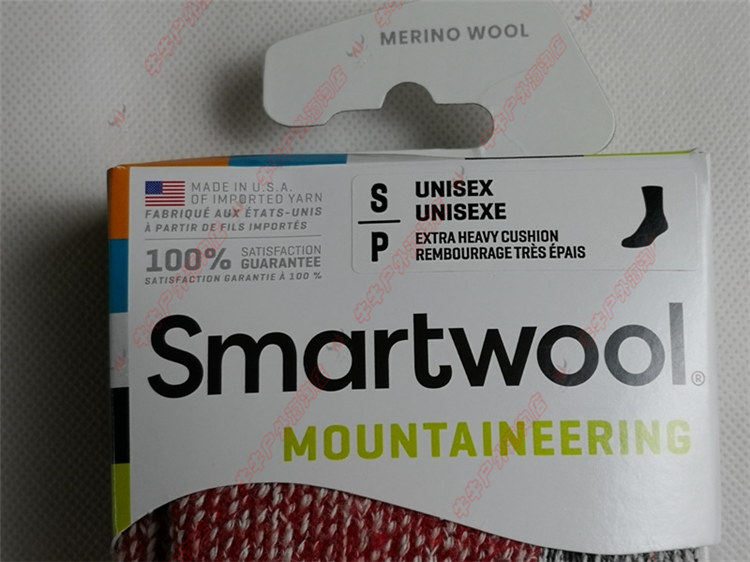 MERINO WOOL
MADE IN U.S.A.
OF IMPORTED YARN
FABRIQUÉ AUX ÉTATS-UNIS
À PARTIR DE FILS IMPORTÉS
100% SATISFACTION
GUARANTEE
SATISFACTION GARANTIE À 100 %
S
P
UNISEX
UNISEXE
EXTRA HEAVY CUSHION
REMBOURRAGE TRÈS ÉPAIS
Smartwool®
MOUNTAINEERING